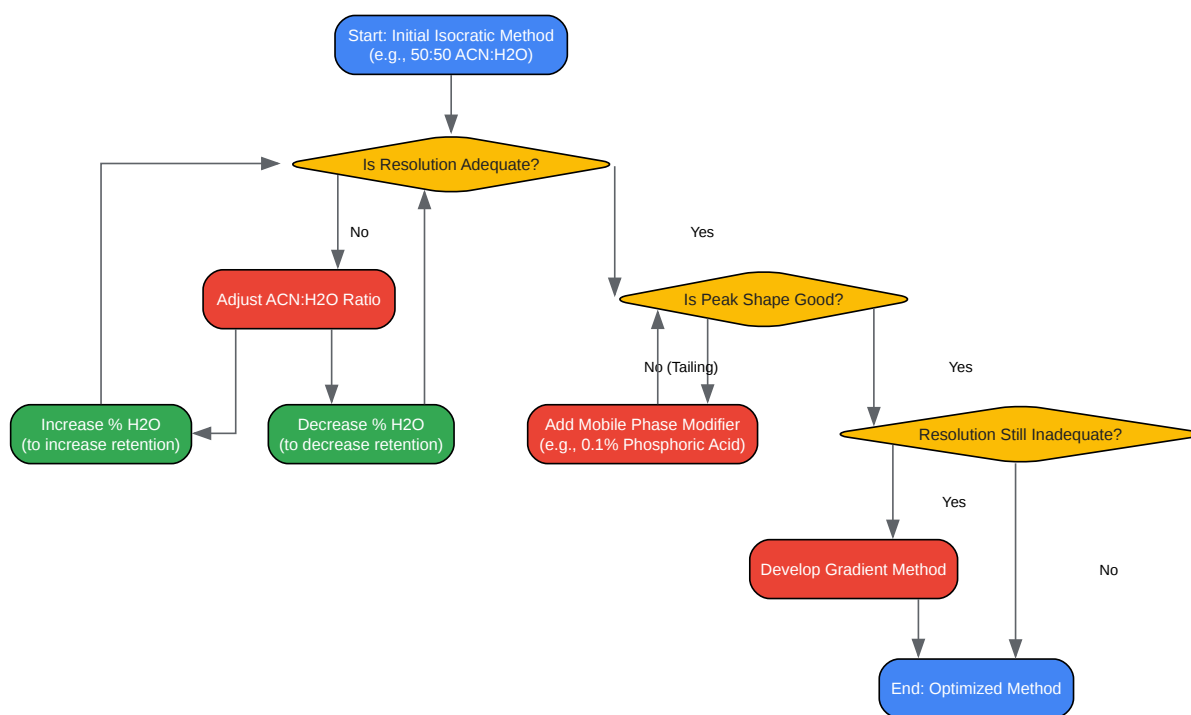 Start: Initial Isocratic Method
(e.g., 50:50 ACN:H2O)
Is Resolution Adequate?
No
Yes
Adjust ACN:H2O Ratio
Is Peak Shape Good?
No (Tailing)
Yes
Increase % H2O
(to increase retention)
Decrease % H2O
(to decrease retention)
Add Mobile Phase Modifier
(e.g., 0.1% Phosphoric Acid)
Resolution Still Inadequate?
Yes
No
Develop Gradient Method
End: Optimized Method